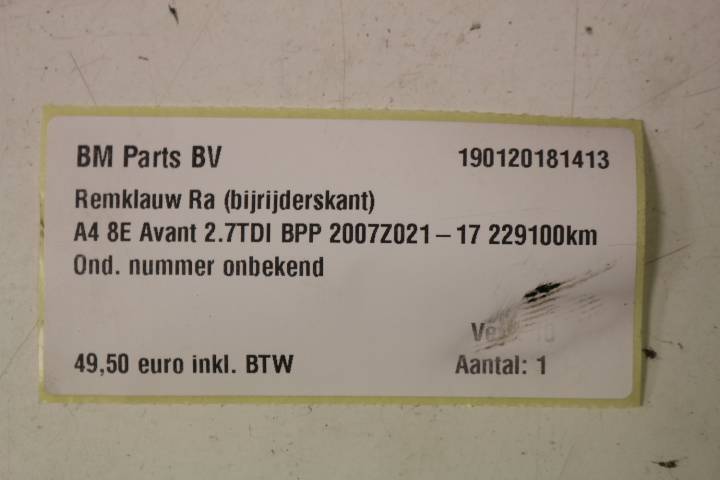 BM Parts BV 190120181413
Remklauw Ra (bijrijderskant)
A4 8E Avant 2.7TDI BPP 2007Z021 – 17 229100km
Ond. nummer onbekend
49,50 euro inkl. BTW Aantal: 1